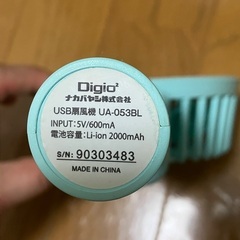 Digio²
ナカバヤシ株式会社
USB扇風機 UA-053BL
INPUT: 5V/600mA
電池容量: Li-ion 2000mAh
S/N: 90303483
MADE IN CHINA